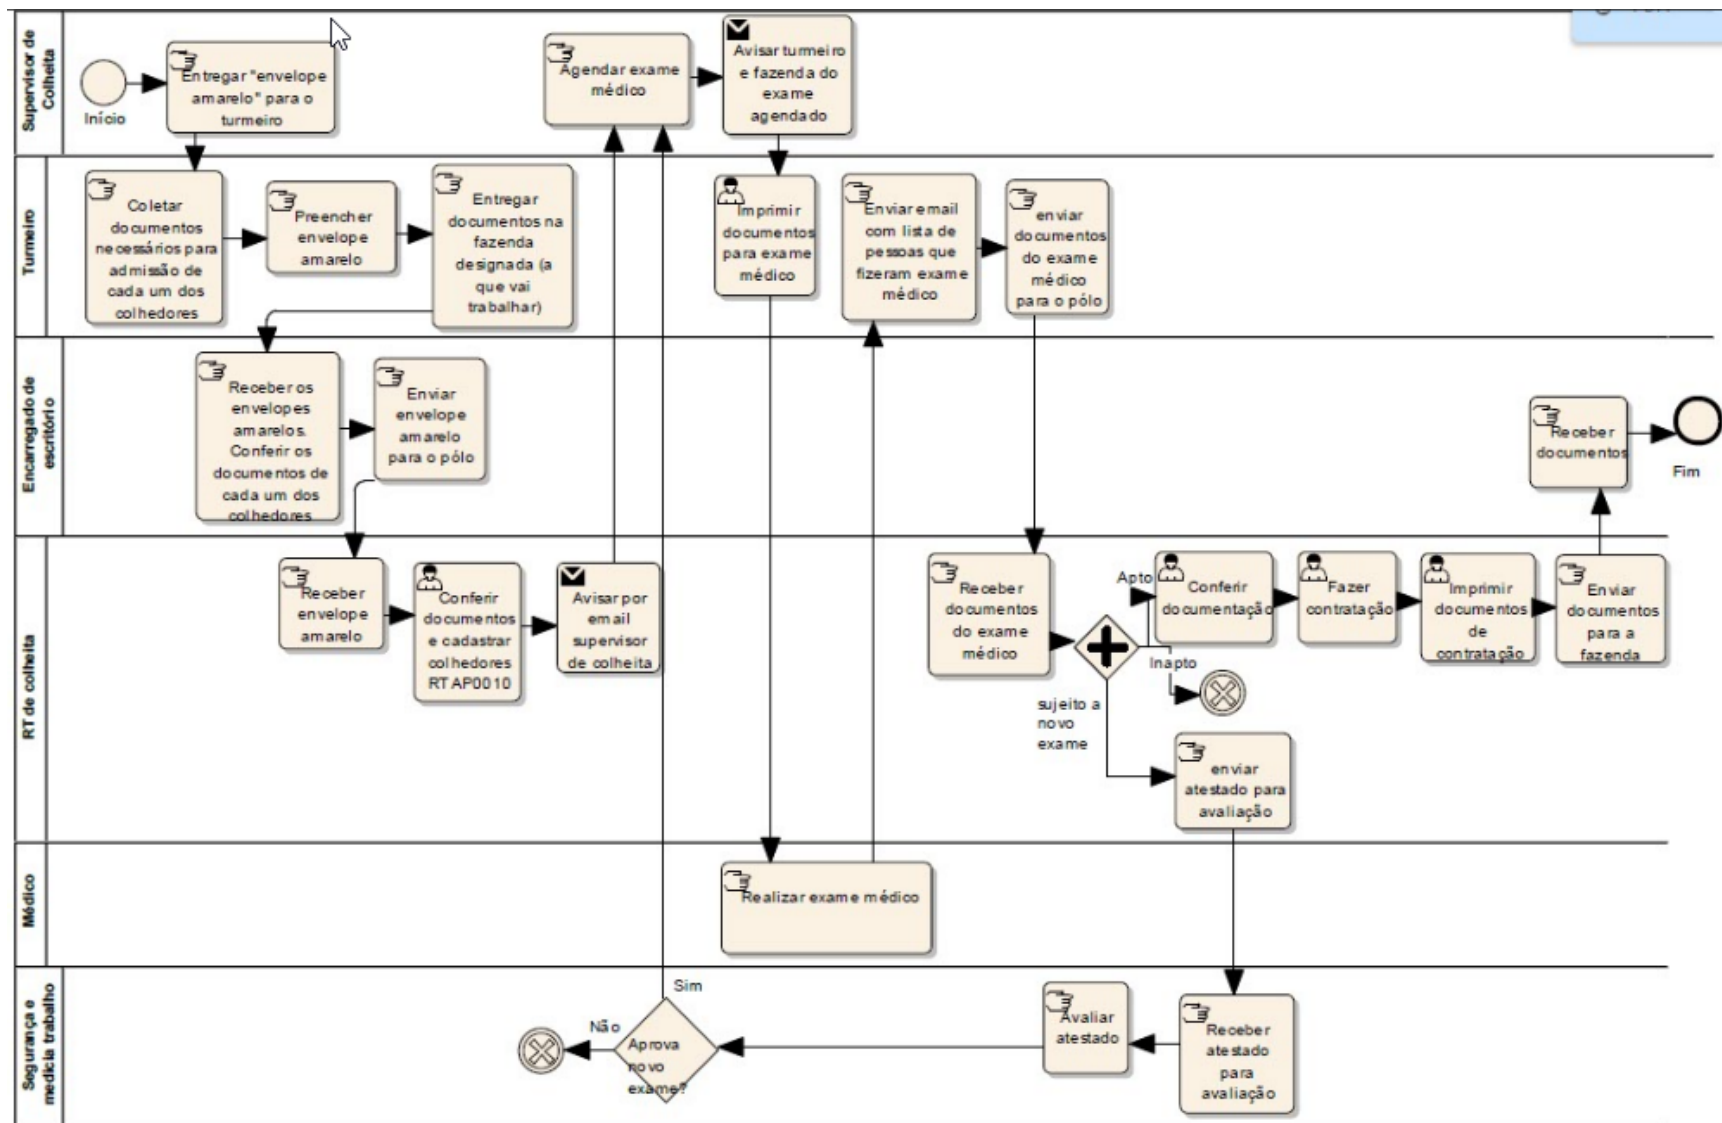 Supervisor de
Colheita
Início
Entregar "envelope
amarelo" para o
turmeiro
Agendar exame
médico
Avisar turmeiro
e fazenda do
exame
agendado
Turmeiro
Coletar
documentos
necessários para
admissão de
cada um dos
colhedores
Preencher
envelope
amarelo
Entregar
documentos na
fazenda
designada (a
que vai
trabalhar)
Imprimir
documentos
para exame
médico
Enviar email
com lista de
pessoas que
fizeram exame
médico
enviar
documentos
do exame
médico
para o pólo
Encarregado de
escritório
Receber os
envelopes
amarelos.
Conferir os
documentos de
cada um dos
colhedores
Enviar
envelope
amarelo
para o pólo
Receber
documentos
Fim
RT de colheita
Receber
envelope
amarelo
Conferir
documentos
e cadastrar
colhedores
RTAP0010
Avisar por
email
supervisor
de colheita
Receber
documentos
do exame
médico
Apto
Inapto
sujeito a
novo
exame
Conferir
documentação
Fazer
contratação
Imprimir
documentos
de
contratação
Enviar
documentos
para a
fazenda
enviar
atestado para
avaliação
Médico
Realizar exame médico
Segurança e
medicia trabalho
Sim
Não
Aprova
novo
exame?
Avaliar
atestado
Receber
atestado
para
avaliação